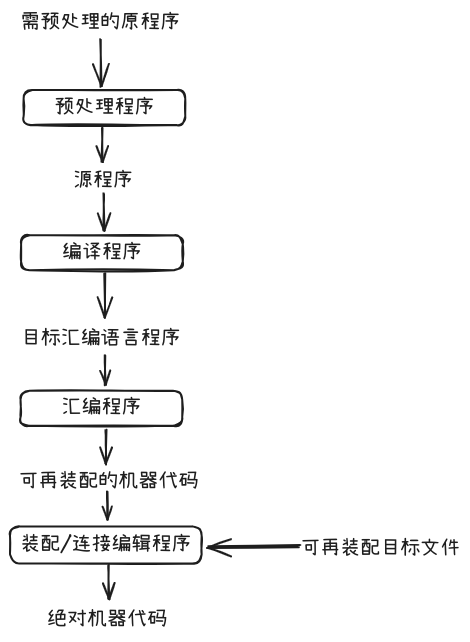 需预处理的原程序
预处理程序
源程序
编译程序
目标汇编语言程序
汇编程序
可再装配的机器代码
装配/连接编辑程序
可再装配目标文件
绝对机器代码